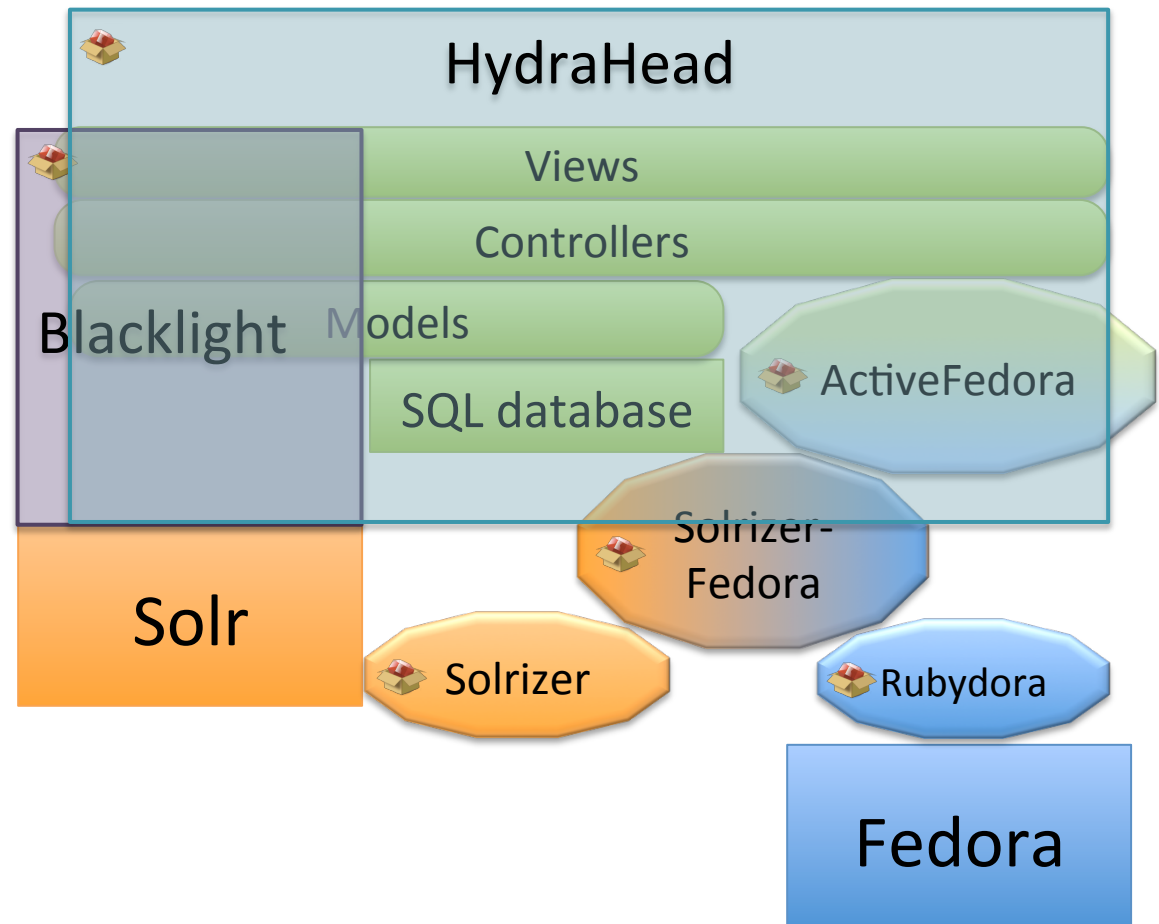 HydraHead
Views
Controllers
Blacklight
Models
ActiveFedora
SQL database
Solrizer-
Fedora
Solr
Solrizer
Rubydora
Fedora